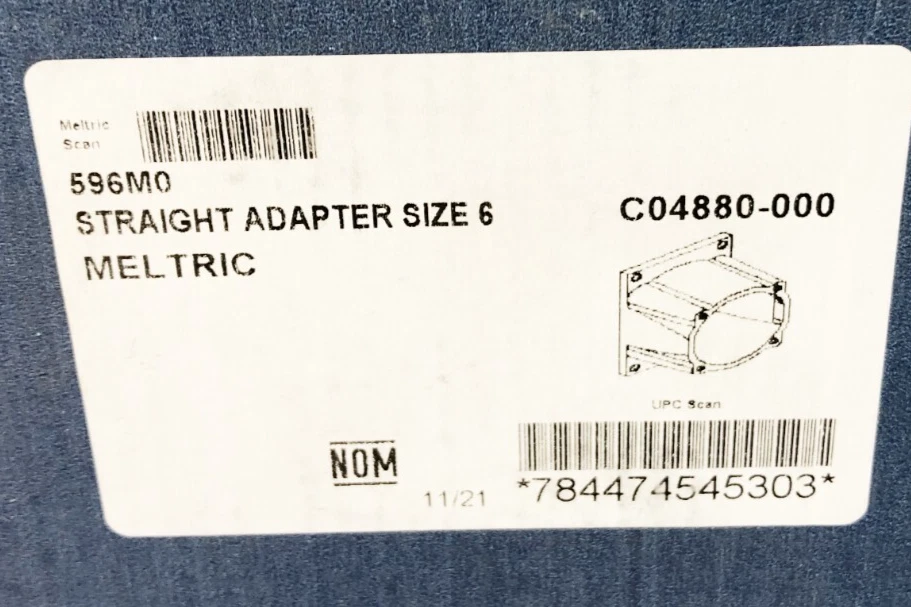 Meltric
Scan
596M0
STRAIGHT ADAPTER SIZE 6
MELTRIC
C04880-000
UPC Scan
NOM
11/21
*784474545303*